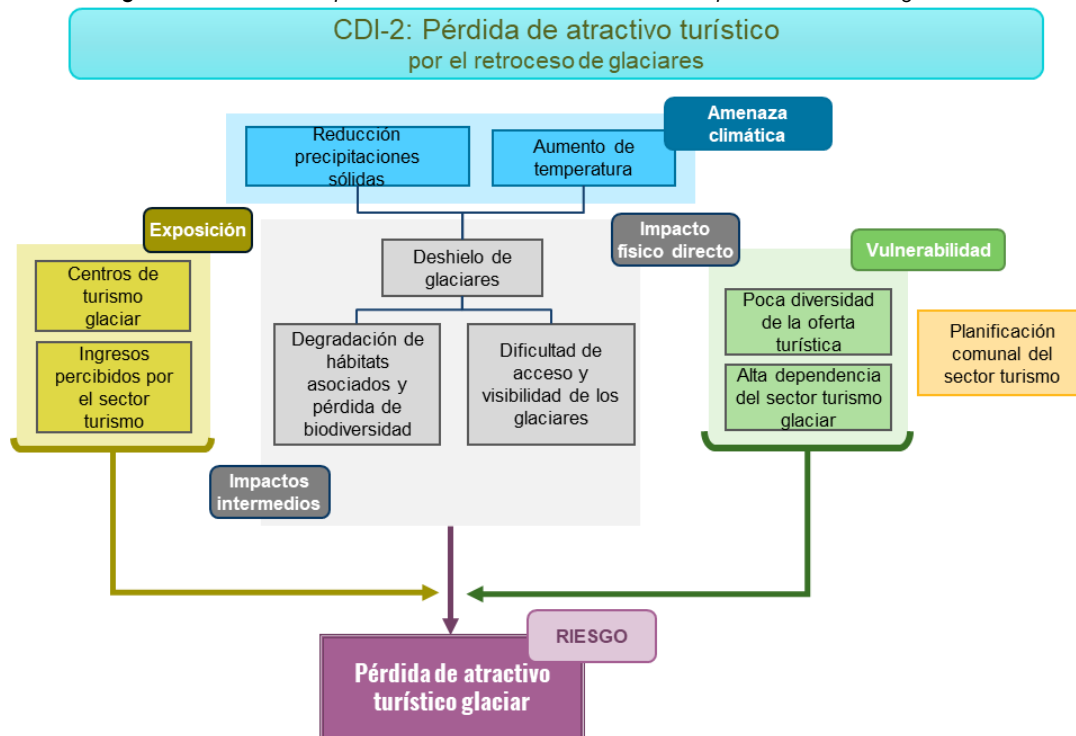 CDI-2: Pérdida de atractivo turístico
por el retroceso de glaciares
Amenaza
climática
Reducción
precipitaciones
sólidas
Aumento de
temperatura
Exposición
Impacto
físico directo
Vulnerabilidad
Centros de
turismo
glaciar
Ingresos
percibidos por
el sector
turismo
Deshielo de
glaciares
Degradación de
hábitats
asociados y
pérdida de
biodiversidad
Dificultad de
acceso y
visibilidad de los
glaciares
Poca diversidad
de la oferta
turística
Alta dependencia
del sector turismo
glaciar
Planificación
comunal del
sector turismo
Impactos
intermedios
RIESGO
Pérdida de atractivo
turístico glaciar